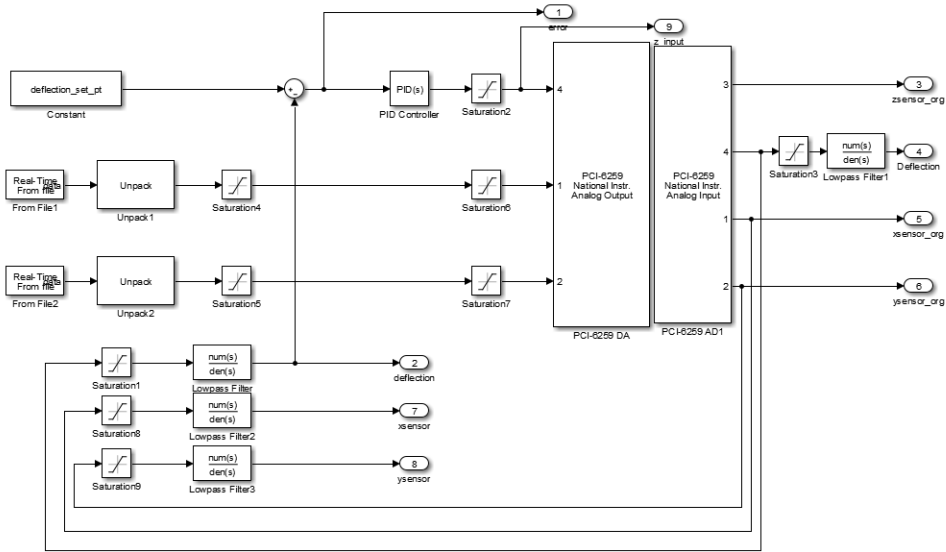 1
error
9
z_input
deflection_set_pt
Constant
+
-
PID(s)
PID Controller
Saturation2
4
3
3
zsensor_org
4
Saturation3
num(s)
den(s)
Lowpass Filter1
4
Deflection
Real-Time
From file
data
From File1
Unpack
Unpack1
Saturation4
Saturation6
1
PCI-6259
National Instr.
Analog Output
PCI-6259
National Instr.
Analog Input
1
5
xsensor_org
Real-Time
From file
data
From File2
Unpack
Unpack2
Saturation5
Saturation7
2
2
6
ysensor_org
PCI-6259 DA
PCI-6259 AD1
Saturation1
num(s)
den(s)
Lowpass Filter
2
deflection
Saturation8
num(s)
den(s)
Lowpass Filter2
7
xsensor
Saturation9
num(s)
den(s)
Lowpass Filter3
8
ysensor